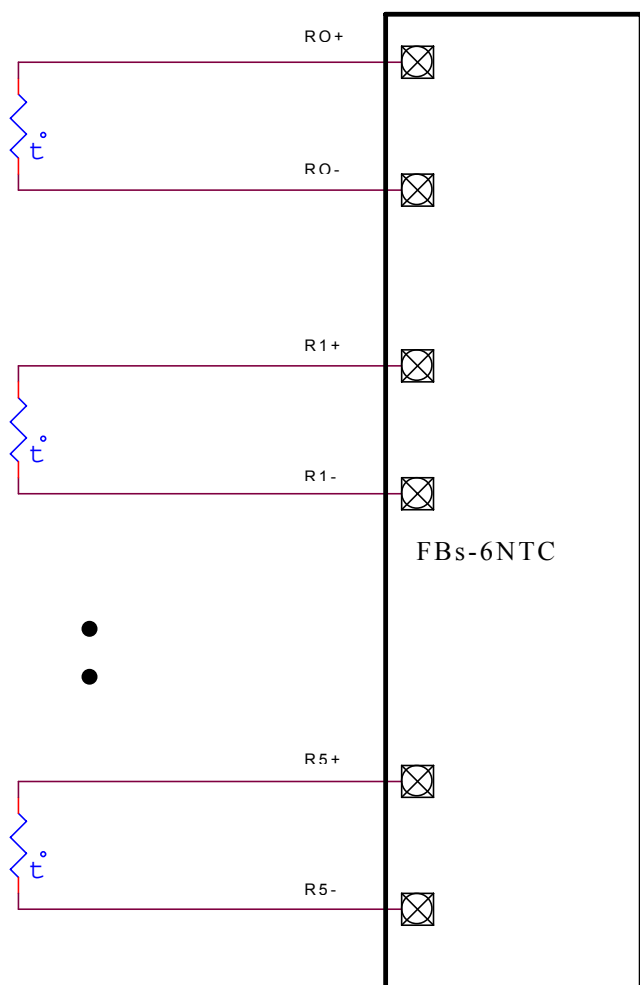 RO+
t°
RO-
R1+
t°
R1-
FBs-6NTC
R5+
t°
R5-